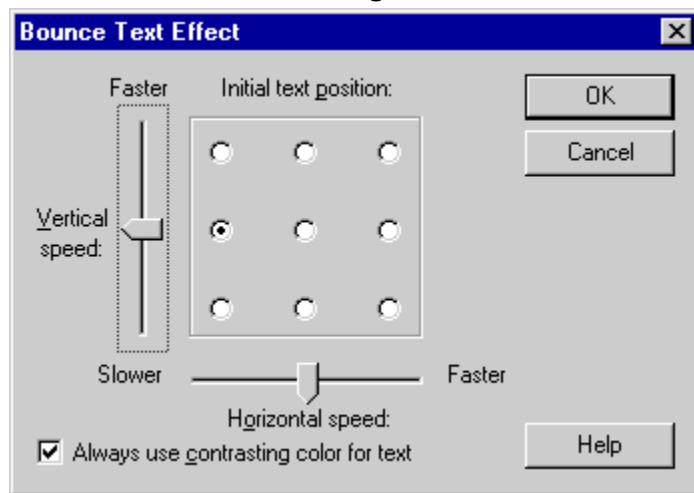 Bounce Text Effect
Faster
Initial text position:
OK
Cancel
Vertical
speed:
Slower
Faster
Horizontal speed:
Always use contrasting color for text
Help